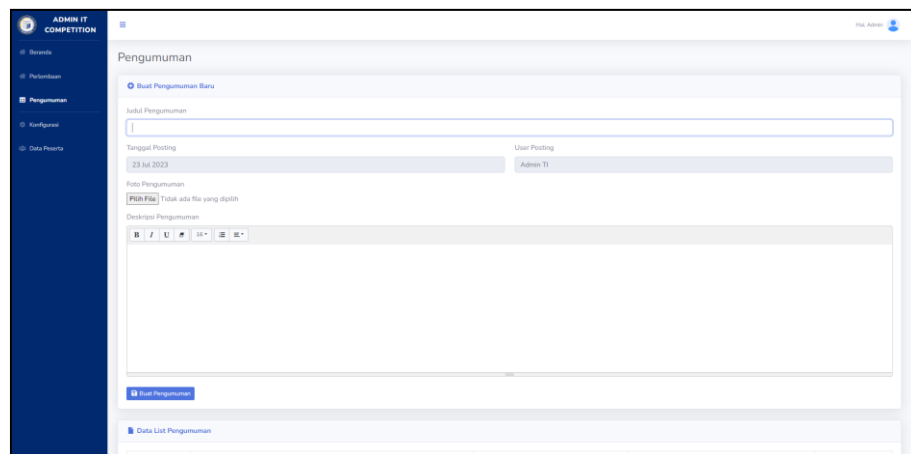 ADMIN IT
COMPETITION
Hai, Admin
Beranda
Perlombaan
Pengumuman
Konfigurasi
Data Peserta
Pengumuman
Buat Pengumuman Baru
Judul Pengumuman
Tanggal Posting
User Posting
23 Jul 2023
Admin TI
Foto Pengumuman
Pilih File Tidak ada file yang dipilih
Deskripsi Pengumuman
B I U 16
Buat Pengumuman
Data List Pengumuman